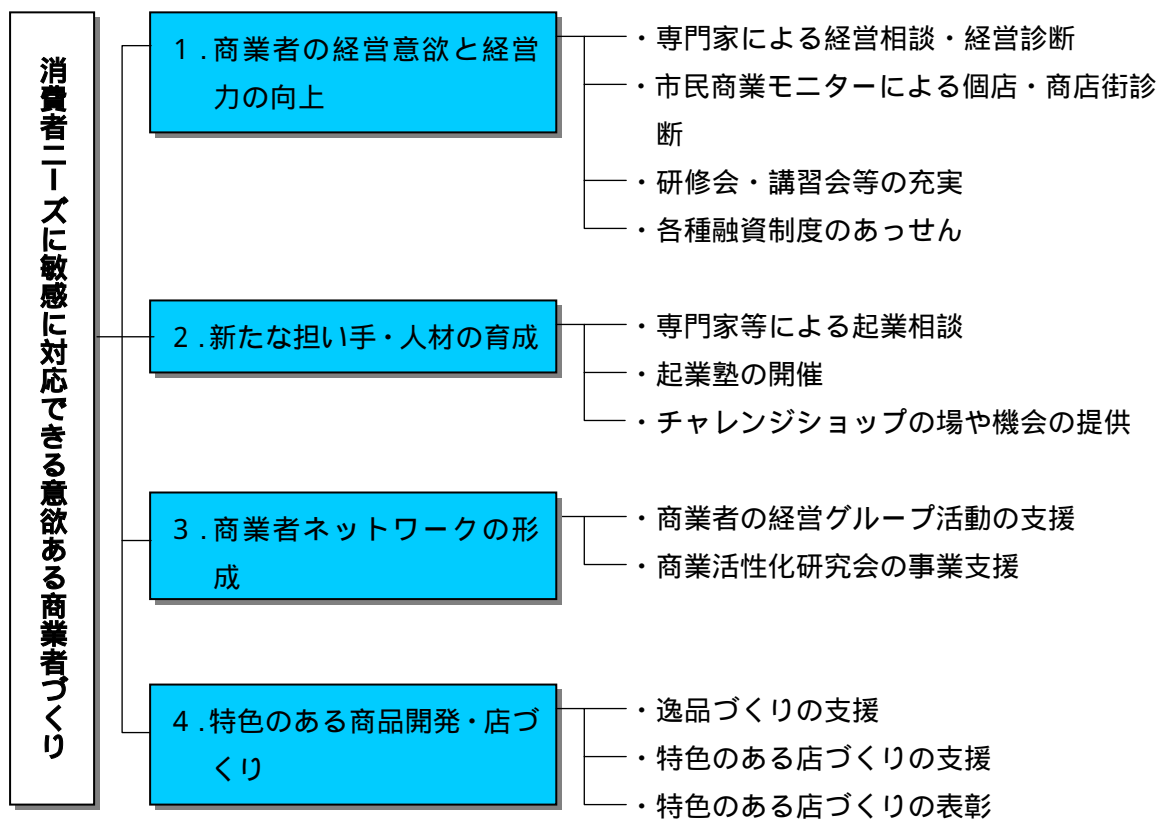 消費者ニーズに敏感に対応できる意欲ある商業者づくり
１．商業者の経営意欲と経営
力の向上
・専門家による経営相談・経営診断
・市民商業モニターによる個店・商店街診
断
・研修会・講習会等の充実
・各種融資制度のあっせん
２．新たな担い手・人材の育成
・専門家等による起業相談
・起業塾の開催
・チャレンジショップの場や機会の提供
３．商業者ネットワークの形
成
・商業者の経営グループ活動の支援
・商業活性化研究会の事業支援
４．特色のある商品開発・店づ
くり
・逸品づくりの支援
・特色のある店づくりの支援
・特色のある店づくりの表彰